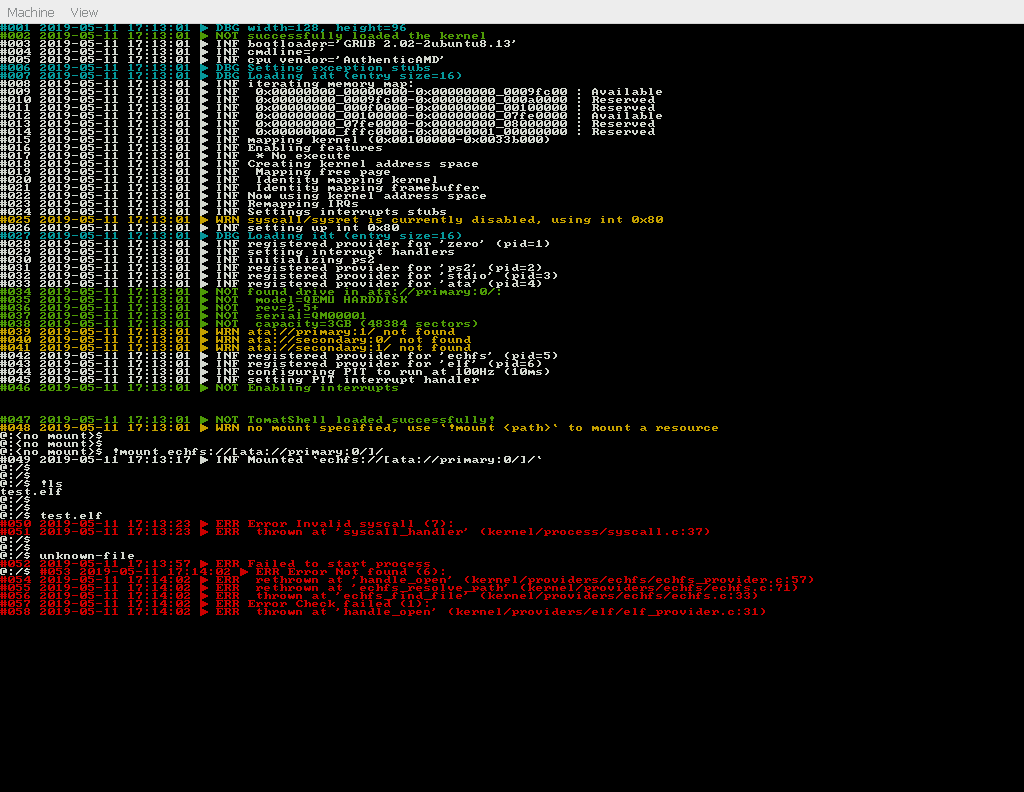 Machine View
#001 2019-05-11 17:13:01 ▶ DBG width=128, height=96
#002 2019-05-11 17:13:01 ▶ NOT successfully loaded the kernel
#003 2019-05-11 17:13:01 ▶ INF bootloader='GRUB 2.02-2ubuntu8.13'
#004 2019-05-11 17:13:01 ▶ INF cmdline=''
#005 2019-05-11 17:13:01 ▶ INF cpu vendor='AuthenticAMD'
#006 2019-05-11 17:13:01 ▶ DBG Setting exception stubs
#007 2019-05-11 17:13:01 ▶ DBG Loading idt (entry size=16)
#008 2019-05-11 17:13:01 ▶ INF iterating memory map:
#009 2019-05-11 17:13:01 ▶ INF  0x00000000_00000000-0x00000000_0009fc00 : Available
#010 2019-05-11 17:13:01 ▶ INF  0x00000000_0009fc00-0x00000000_000a0000 : Reserved
#011 2019-05-11 17:13:01 ▶ INF  0x00000000_000f0000-0x00000000_00100000 : Reserved
#012 2019-05-11 17:13:01 ▶ INF  0x00000000_00100000-0x00000000_07fe0000 : Available
#013 2019-05-11 17:13:01 ▶ INF  0x00000000_07fe0000-0x00000000_08000000 : Reserved
#014 2019-05-11 17:13:01 ▶ INF  0x00000000_fffc0000-0x00000001_00000000 : Reserved
#015 2019-05-11 17:13:01 ▶ INF mapping kernel (0x00100000-0x0033b000)
#016 2019-05-11 17:13:01 ▶ INF Enabling features
#017 2019-05-11 17:13:01 ▶ INF  * No execute
#018 2019-05-11 17:13:01 ▶ INF Creating kernel address space
#019 2019-05-11 17:13:01 ▶ INF  Mapping free page
#020 2019-05-11 17:13:01 ▶ INF  Identity mapping kernel
#021 2019-05-11 17:13:01 ▶ INF  Identity mapping framebuffer
#022 2019-05-11 17:13:01 ▶ INF Now using kernel address space
#023 2019-05-11 17:13:01 ▶ INF Remapping IRQs
#024 2019-05-11 17:13:01 ▶ INF Settings interrupts stubs
#025 2019-05-11 17:13:01 ▶ WRN syscall/sysret is currently disabled, using int 0x80
#026 2019-05-11 17:13:01 ▶ INF setting up int 0x80
#027 2019-05-11 17:13:01 ▶ DBG Loading idt (entry size=16)
#028 2019-05-11 17:13:01 ▶ INF registered provider for 'zero' (pid=1)
#029 2019-05-11 17:13:01 ▶ INF setting interrupt handlers
#030 2019-05-11 17:13:01 ▶ INF initializing ps2
#031 2019-05-11 17:13:01 ▶ INF registered provider for 'ps2' (pid=2)
#032 2019-05-11 17:13:01 ▶ INF registered provider for 'stdio' (pid=3)
#033 2019-05-11 17:13:01 ▶ INF registered provider for 'ata' (pid=4)
#034 2019-05-11 17:13:01 ▶ NOT found drive in ata://primary:0/:
#035 2019-05-11 17:13:01 ▶ NOT  model=QEMU HARDDISK
#036 2019-05-11 17:13:01 ▶ NOT  rev=2.5+
#037 2019-05-11 17:13:01 ▶ NOT  serial=QM00001
#038 2019-05-11 17:13:01 ▶ NOT  capacity=3GB (48384 sectors)
#039 2019-05-11 17:13:01 ▶ WRN ata://primary:1/ not found
#040 2019-05-11 17:13:01 ▶ WRN ata://secondary:0/ not found
#041 2019-05-11 17:13:01 ▶ WRN ata://secondary:1/ not found
#042 2019-05-11 17:13:01 ▶ INF registered provider for 'echfs' (pid=5)
#043 2019-05-11 17:13:01 ▶ INF registered provider for 'elf' (pid=6)
#044 2019-05-11 17:13:01 ▶ INF configuring PIT to run at 100Hz (10ms)
#045 2019-05-11 17:13:01 ▶ INF setting PIT interrupt handler
#046 2019-05-11 17:13:01 ▶ NOT Enabling interrupts
#047 2019-05-11 17:13:01 ▶ NOT TomatShell loaded successfully!
#048 2019-05-11 17:13:01 ▶ WRN no mount specified, use `!mount <path>` to mount a resource
@:(no mount)$
@:(no mount)$
@:(no mount)$ !mount echfs://[ata://primary:0/]/
#049 2019-05-11 17:13:17 ▶ INF Mounted `echfs://[ata://primary:0/]/`
@:/$
@:/$
@:/$ !ls
test.elf
@:/$
@:/$
@:/$ test.elf
#050 2019-05-11 17:13:23 ▶ ERR Error Invalid syscall (7):
#051 2019-05-11 17:13:23 ▶ ERR  thrown at 'syscall_handler' (kernel/process/syscall.c:37)
@:/$
@:/$
@:/$ unknown-file
#052 2019-05-11 17:13:57 ▶ ERR Failed to start process
@:/$ #053 2019-05-11 17:14:02 ▶ ERR Error Not found (6):
#054 2019-05-11 17:14:02 ▶ ERR  rethrown at 'handle_open' (kernel/providers/echfs/echfs_provider.c:57)
#055 2019-05-11 17:14:02 ▶ ERR  rethrown at 'echfs_resolve_path' (kernel/providers/echfs/echfs.c:71)
#056 2019-05-11 17:14:02 ▶ ERR  thrown at 'echfs_find_file' (kernel/providers/echfs/echfs.c:33)
#057 2019-05-11 17:14:02 ▶ ERR Error Check failed (1):
#058 2019-05-11 17:14:02 ▶ ERR  thrown at 'handle_open' (kernel/providers/elf/elf_provider.c:31)